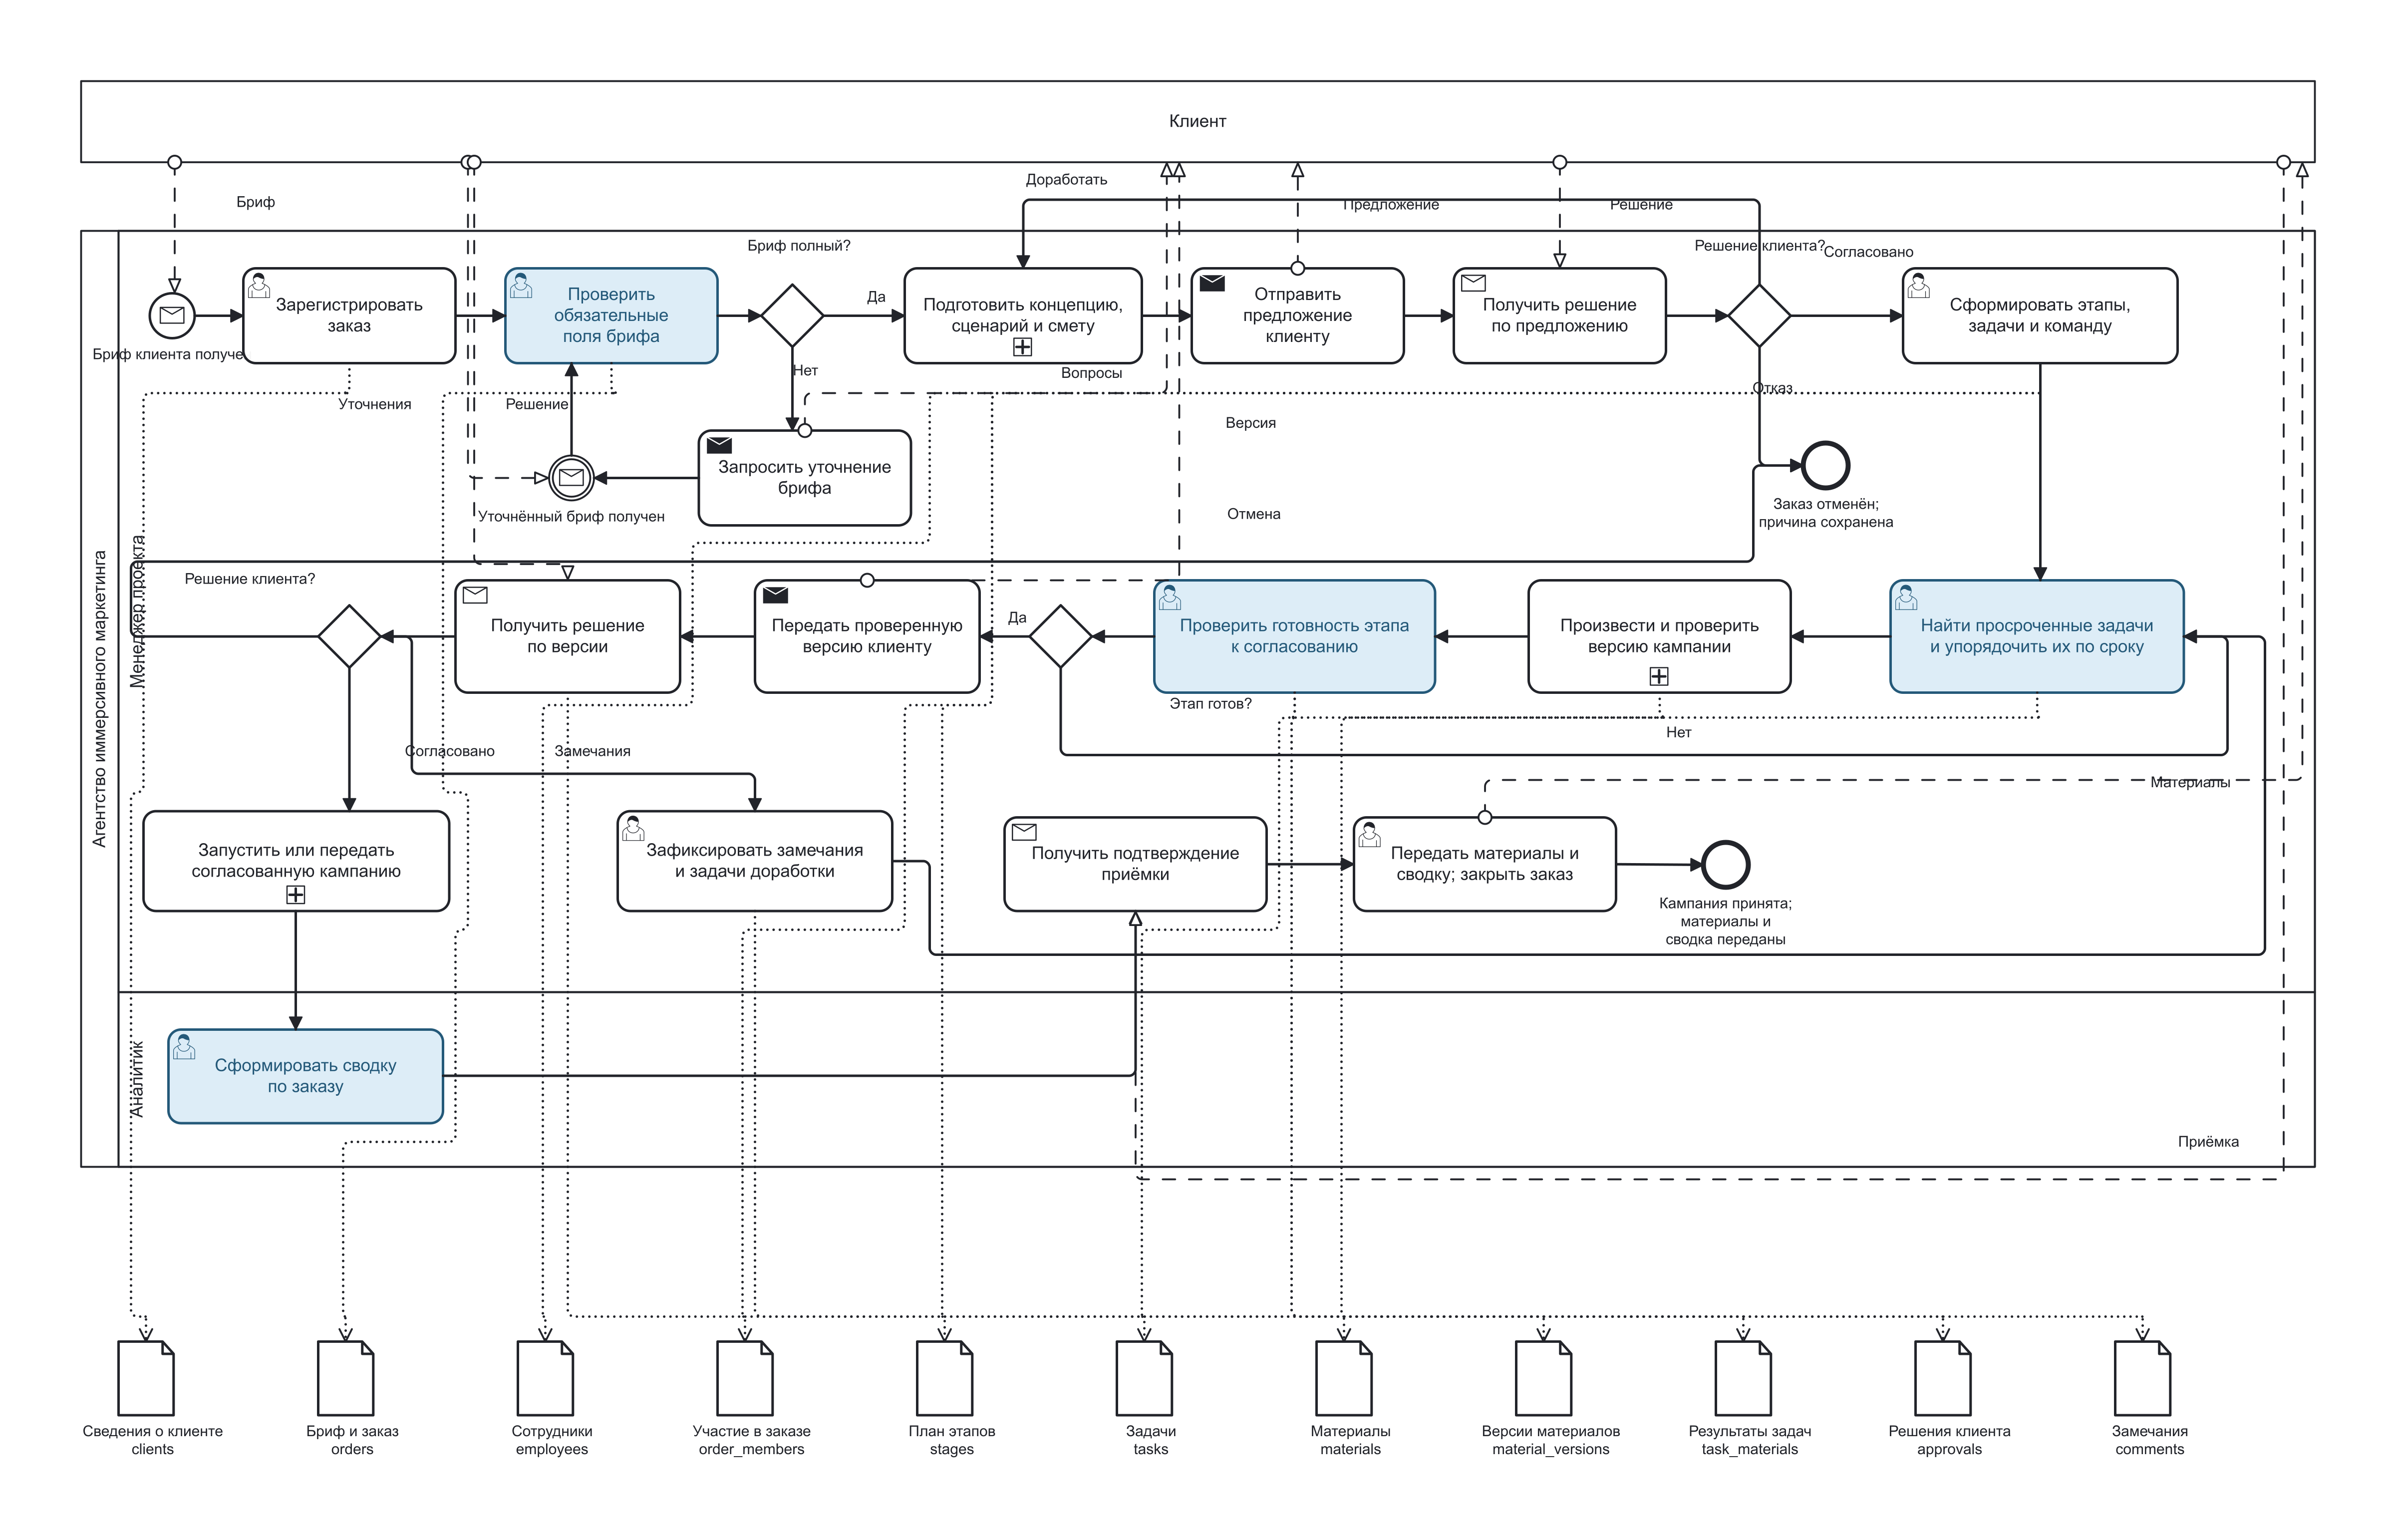 Клиент
Доработать
Бриф
Предложение
Решение
Бриф полный?
Решение клиента?
Согласовано
Зарегистрировать
заказ
Проверить
обязательные
поля брифа
Да
Подготовить концепцию,
сценарий и смету
Отправить
предложение
клиенту
Получить решение
по предложению
Сформировать этапы,
задачи и команду
Бриф клиента получе
Нет
Вопросы
Отказ
Уточнения
Решение
Версия
Запросить уточнение
брифа
Уточнённый бриф получен
Отмена
Заказ отменён;
причина сохранена
Агентство иммерсивного маркетинга
Менеджер проекта
Решение клиента?
Получить решение
по версии
Передать проверенную
версию клиенту
Да
Проверить готовность этапа
к согласованию
Произвести и проверить
версию кампании
Найти просроченные задачи
и упорядочить их по сроку
Этап готов?
Нет
Согласовано
Замечания
Материалы
Запустить или передать
согласованную кампанию
Зафиксировать замечания
и задачи доработки
Получить подтверждение
приёмки
Передать материалы и
сводку; закрыть заказ
Кампания принята;
материалы и
сводка переданы
Аналитик
Сформировать сводку
по заказу
Приёмка
Сведения о клиенте
clients
Бриф и заказ
orders
Сотрудники
employees
Участие в заказе
order_members
План этапов
stages
Задачи
tasks
Материалы
materials
Версии материалов
material_versions
Результаты задач
task_materials
Решения клиента
approvals
Замечания
comments